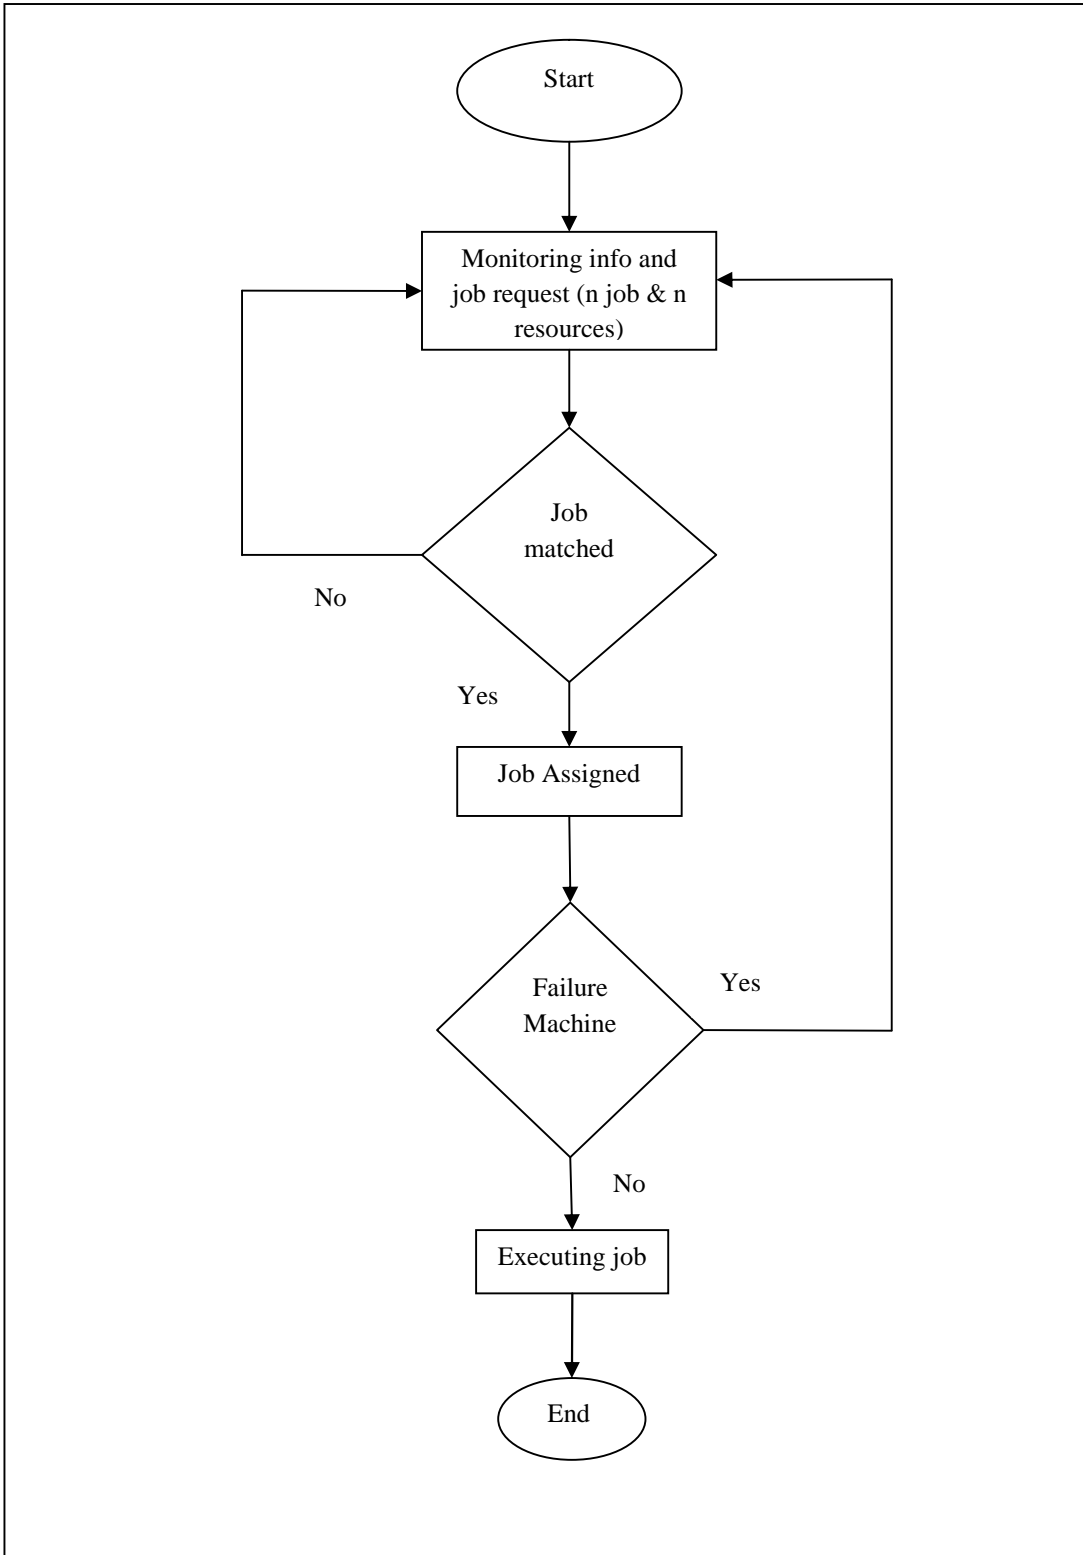 Start
Monitoring info and
job request (n job & n
resources)
Job
matched
No
Yes
Job Assigned
Failure
Machine
Yes
No
Executing job
End